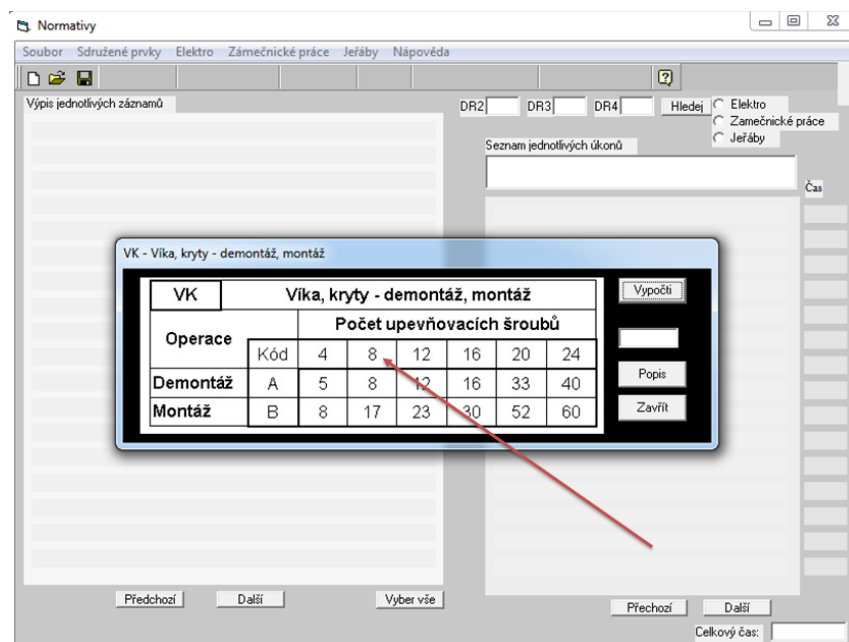 Normativy
Soubor Sdružené prvky Elektro Zámečnické práce Jeřáby Nápověda
Výpis jednotlivých záznamů
DR2 DR3 DR4 Hledej
Elektro
Zamečnické práce
Jeřáby
Seznam jednotlivých úkonů
Čas
VK - Víka, kryty - demontáž, montáž
VK Víka, kryty - demontáž, montáž
Operace Počet upevňovacích šroubů
Kód 4 8 12 16 20 24
Demontáž A 5 8 12 16 33 40
Montáž B 8 17 23 30 52 60
Vypočti
Popis
Zavřít
Předchozí Další Vyber vše
Přechozí Další
Celkový čas: